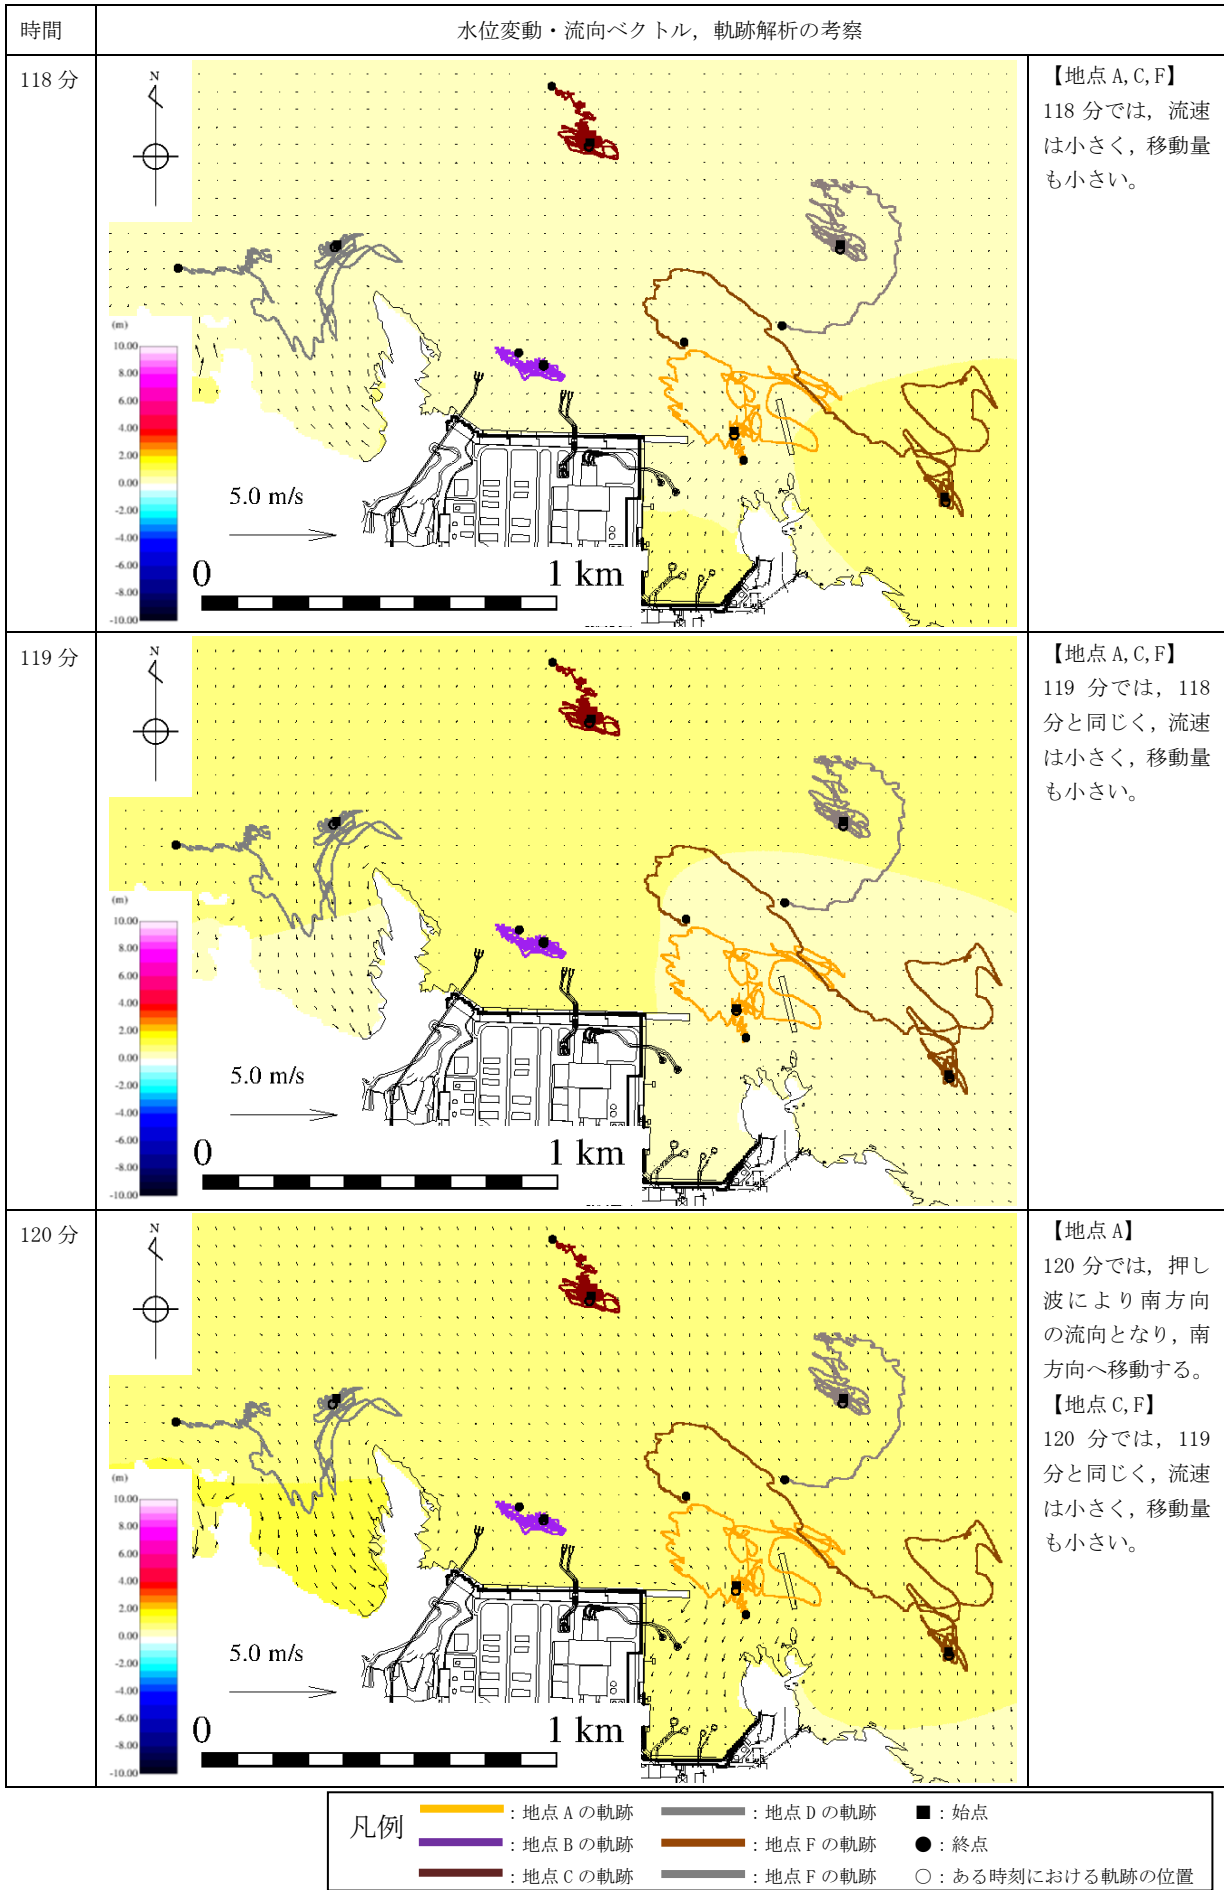 時間
水位変動・流向ベクトル，軌跡解析の考察
118 分
N
(m)
10.00
8.00
6.00
4.00
2.00
0.00
-2.00
-4.00
-6.00
-8.00
-10.00
5.0 m/s
0
1 km
【地点 A,C,F】
118 分では，流速
は小さく，移動量
も小さい。
119 分
N
(m)
10.00
8.00
6.00
4.00
2.00
0.00
-2.00
-4.00
-6.00
-8.00
-10.00
5.0 m/s
0
1 km
【地点 A,C,F】
119 分では，118
分と同じく，流速
は小さく，移動量
も小さい。
120 分
N
(m)
10.00
8.00
6.00
4.00
2.00
0.00
-2.00
-4.00
-6.00
-8.00
-10.00
5.0 m/s
0
1 km
【地点 A】
120 分では，押し
波により南方向
の流向となり，南
方向へ移動する。
【地点 C,F】
120 分では，119
分と同じく，流速
は小さく，移動量
も小さい。
凡例
：地点 A の軌跡 ：地点 D の軌跡 ■：始点
：地点 B の軌跡 ：地点 F の軌跡 ●：終点
：地点 C の軌跡 ：地点 F の軌跡 ○：ある時刻における軌跡の位置